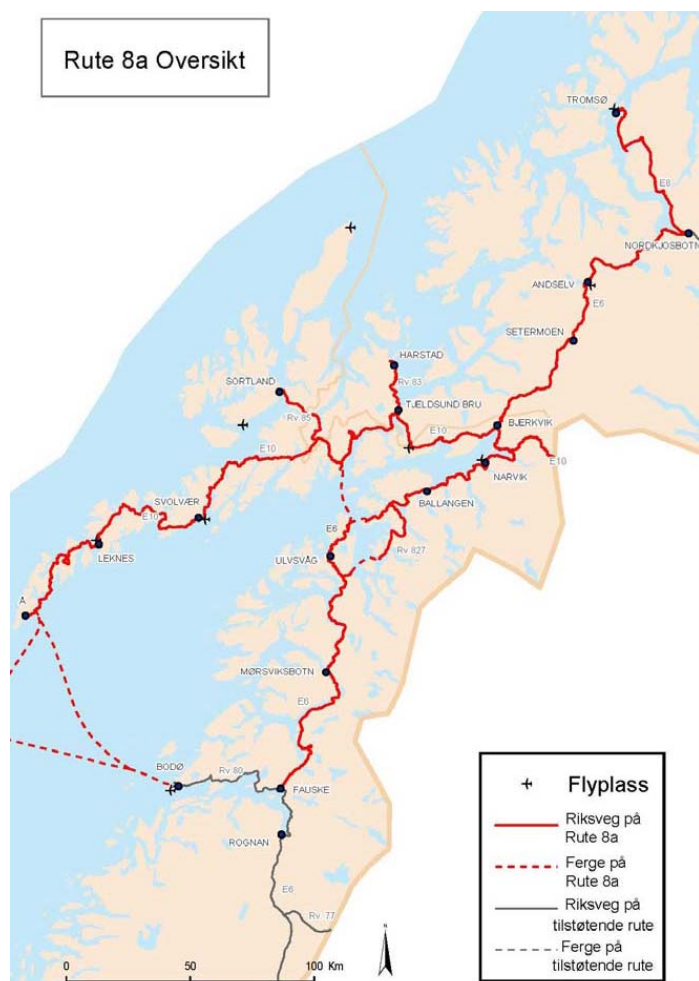 Rute 8a Oversikt
TROMSØ
E8
NORDKJOSBOTN
ANDSELV
E6
SETERMOEN
HARSTAD
SORTLAND
Rv 83
TJELDSUND BRU
Rv 85
BJERKVIK
E10
E10
E10
NARVIK
SVOLVÆR
BALLANGEN
E10
E6
LEKNES
ULVSVÅG
Rv 827
Å
MØRSVIKSBOTN
E6
BODØ
Rv 80
FAUSKE
ROGNAN
E6
Rv 77
Flyplass
Riksveg på
Rute 8a
Ferge på
Rute 8a
Riksveg på
tilstøtende rute
Ferge på
tilstøtende rute
N
0 50 100 Km